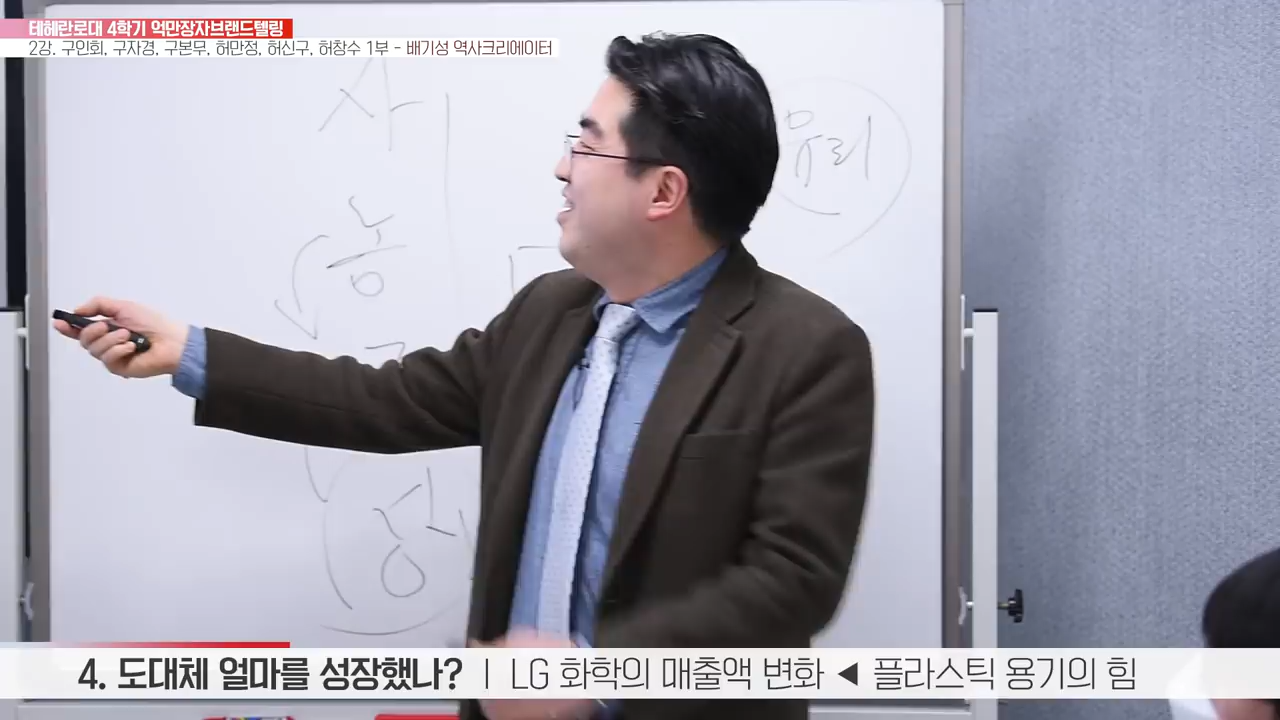 테헤란로대 4학기 억만장자브랜드텔링
2강. 구인회, 구자경, 구본무, 허만정, 허신구, 허창수 1부 - 배기성 역사크리에이터
사
농
유리
장
4. 도대체 얼마를 성장했나? | LG 화학의 매출액 변화 ◀ 플라스틱 용기의 힘